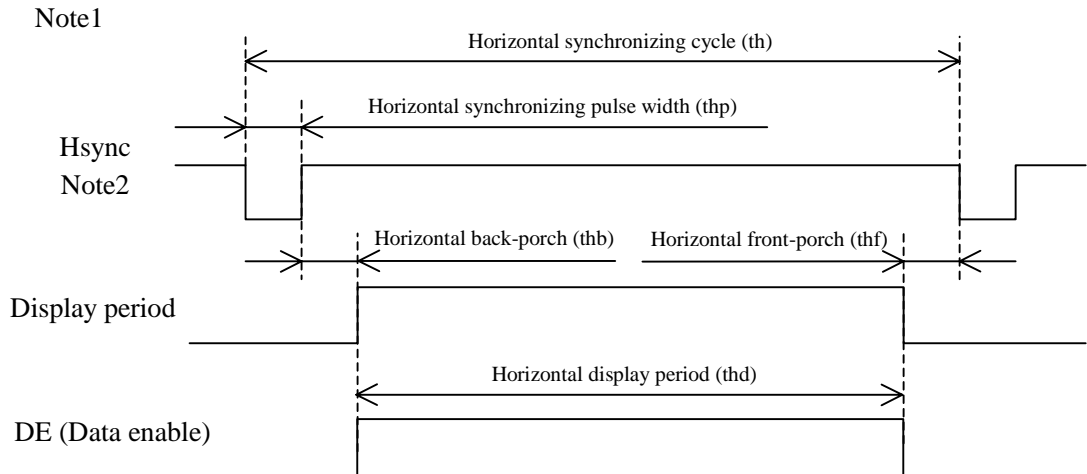 Note1
Horizontal synchronizing cycle (th)
Horizontal synchronizing pulse width (thp)
Hsync
Note2
Horizontal back-porch (thb)
Horizontal front-porch (thf)
Display period
Horizontal display period (thd)
DE (Data enable)